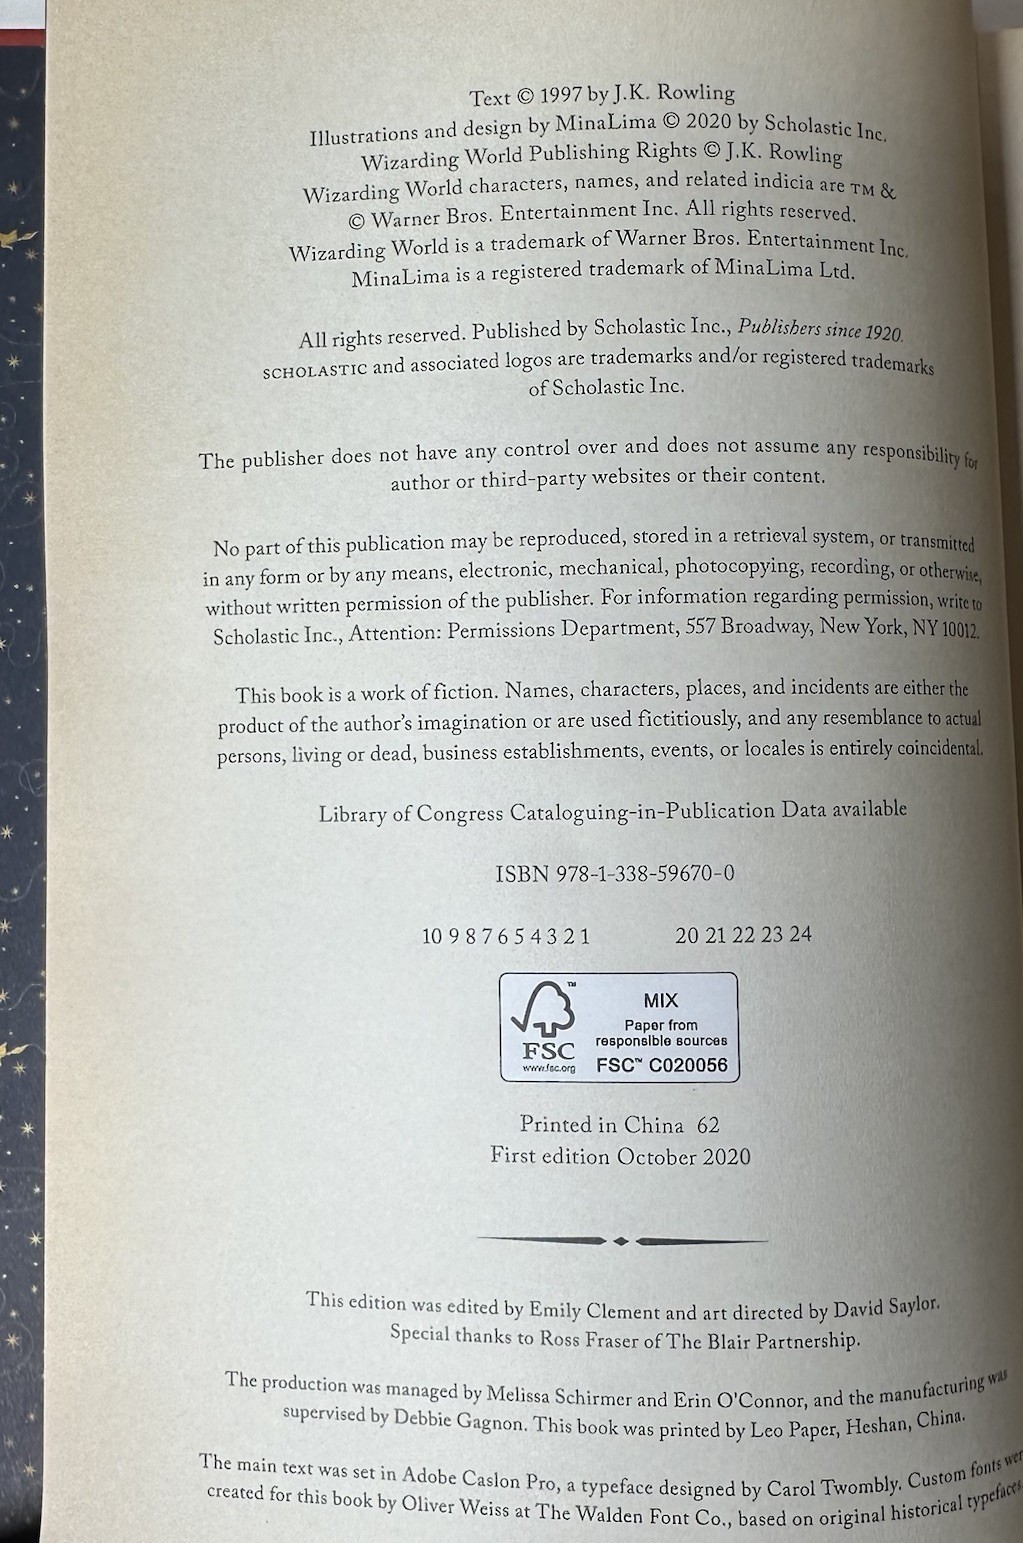 Text © 1997 by J.K. Rowling
Illustrations and design by MinaLima © 2020 by Scholastic Inc.
Wizarding World Publishing Rights © J.K. Rowling
Wizarding World characters, names, and related indicia are TM &
© Warner Bros. Entertainment Inc. All rights reserved.
Wizarding World is a trademark of Warner Bros. Entertainment Inc.
MinaLima is a registered trademark of MinaLima Ltd.
All rights reserved. Published by Scholastic Inc., Publishers since 1920.
SCHOLASTIC and associated logos are trademarks and/or registered trademarks
of Scholastic Inc.
The publisher does not have any control over and does not assume any responsibility for
author or third-party websites or their content.
No part of this publication may be reproduced, stored in a retrieval system, or transmitted
in any form or by any means, electronic, mechanical, photocopying, recording, or otherwise,
without written permission of the publisher. For information regarding permission, write to
Scholastic Inc., Attention: Permissions Department, 557 Broadway, New York, NY 10012.
This book is a work of fiction. Names, characters, places, and incidents are either the
product of the author's imagination or are used fictitiously, and any resemblance to actual
persons, living or dead, business establishments, events, or locales is entirely coincidental.
Library of Congress Cataloguing-in-Publication Data available
ISBN 978-1-338-59670-0
10 9 8 7 6 5 4 3 2 1 20 21 22 23 24
TM
FSC
www.fsc.org
MIX
Paper from
responsible sources
FSC™ C020056
Printed in China 62
First edition October 2020
This edition was edited by Emily Clement and art directed by David Saylor.
Special thanks to Ross Fraser of The Blair Partnership.
The production was managed by Melissa Schirmer and Erin O'Connor, and the manufacturing was
supervised by Debbie Gagnon. This book was printed by Leo Paper, Heshan, China.
The main text was set in Adobe Caslon Pro, a typeface designed by Carol Twombly. Custom fonts wer
created for this book by Oliver Weiss at The Walden Font Co., based on original historical typefaces.